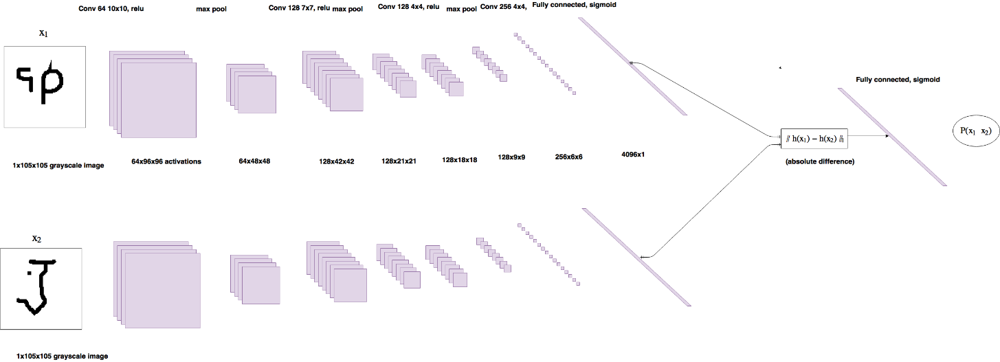 Conv 64 10x10, relu
max pool
Conv 128 7x7, relu
max pool
Conv 128 4x4, relu
max pool
Conv 256 4x4,
Fully connected, sigmoid
x₁
Fully connected, sigmoid
‖ h(x₁) − h(x₂) ‖₁
P(x₁ x₂)
(absolute difference)
1x105x105 grayscale image
64x96x96 activations
64x48x48
128x42x42
128x21x21
128x18x18
128x9x9
256x6x6
4096x1
x₂
1x105x105 grayscale image